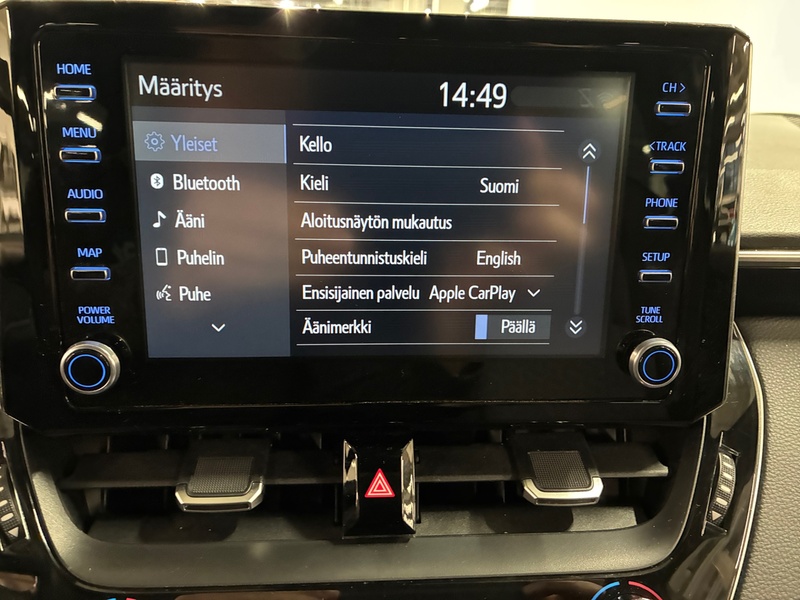 HOME
MENU
AUDIO
MAP
POWER
VOLUME
Määritys
14:49
Yleiset
Bluetooth
Ääni
Puhelin
Puhe
Kello
Kieli Suomi
Aloitusnäytön mukautus
Puheentunnistuskieli English
Ensisijainen palvelu Apple CarPlay
Äänimerkki Päällä
CH >
< TRACK
PHONE
SETUP
TUNE
SCROLL